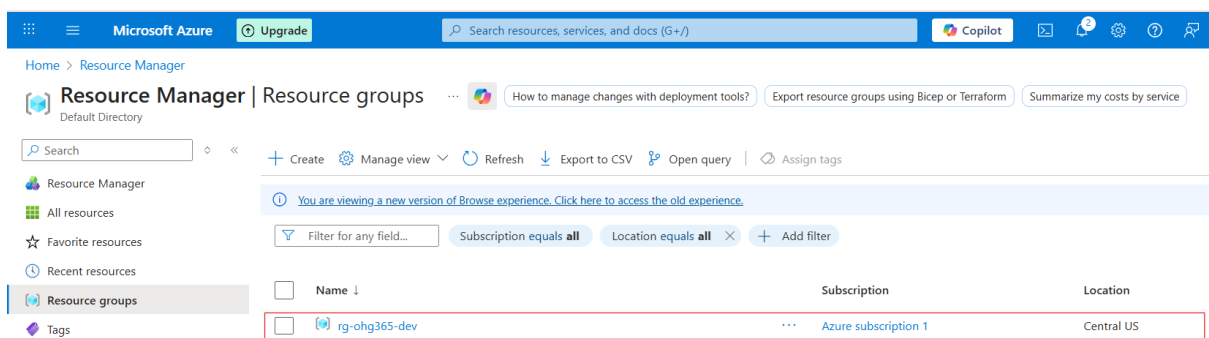 Microsoft Azure
Upgrade
Search resources, services, and docs (G+/)
Copilot
2
Home > Resource Manager
Resource Manager | Resource groups
...
How to manage changes with deployment tools?
Export resource groups using Bicep or Terraform
Summarize my costs by service
Default Directory
Search
Create
Manage view
Refresh
Export to CSV
Open query
Assign tags
Resource Manager
All resources
Favorite resources
Recent resources
Resource groups
Tags
You are viewing a new version of Browse experience. Click here to access the old experience.
Filter for any field...
Subscription equals all
Location equals all
Add filter
Name ↓
Subscription
Location
rg-ohg365-dev
...
Azure subscription 1
Central US